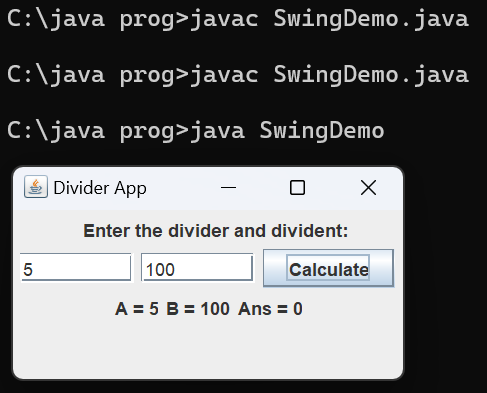 C:\java prog>javac SwingDemo.java
C:\java prog>javac SwingDemo.java
C:\java prog>java SwingDemo
Divider App
Enter the divider and divident:
5 100 Calculate
A = 5 B = 100 Ans = 0